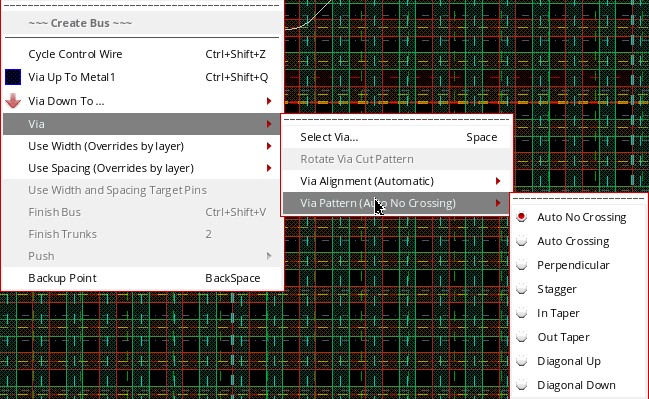 ~~~ Create Bus ~~~
Cycle Control Wire Ctrl+Shift+Z
Via Up To Metal1 Ctrl+Shift+Q
Via Down To ...
Via
Use Width (Overrides by layer)
Use Spacing (Overrides by layer)
Use Width and Spacing Target Pins
Finish Bus Ctrl+Shift+V
Finish Trunks 2
Push
Backup Point BackSpace
Select Via... Space
Rotate Via Cut Pattern
Via Alignment (Automatic)
Via Pattern (Auto No Crossing)
Auto No Crossing
Auto Crossing
Perpendicular
Stagger
In Taper
Out Taper
Diagonal Up
Diagonal Down